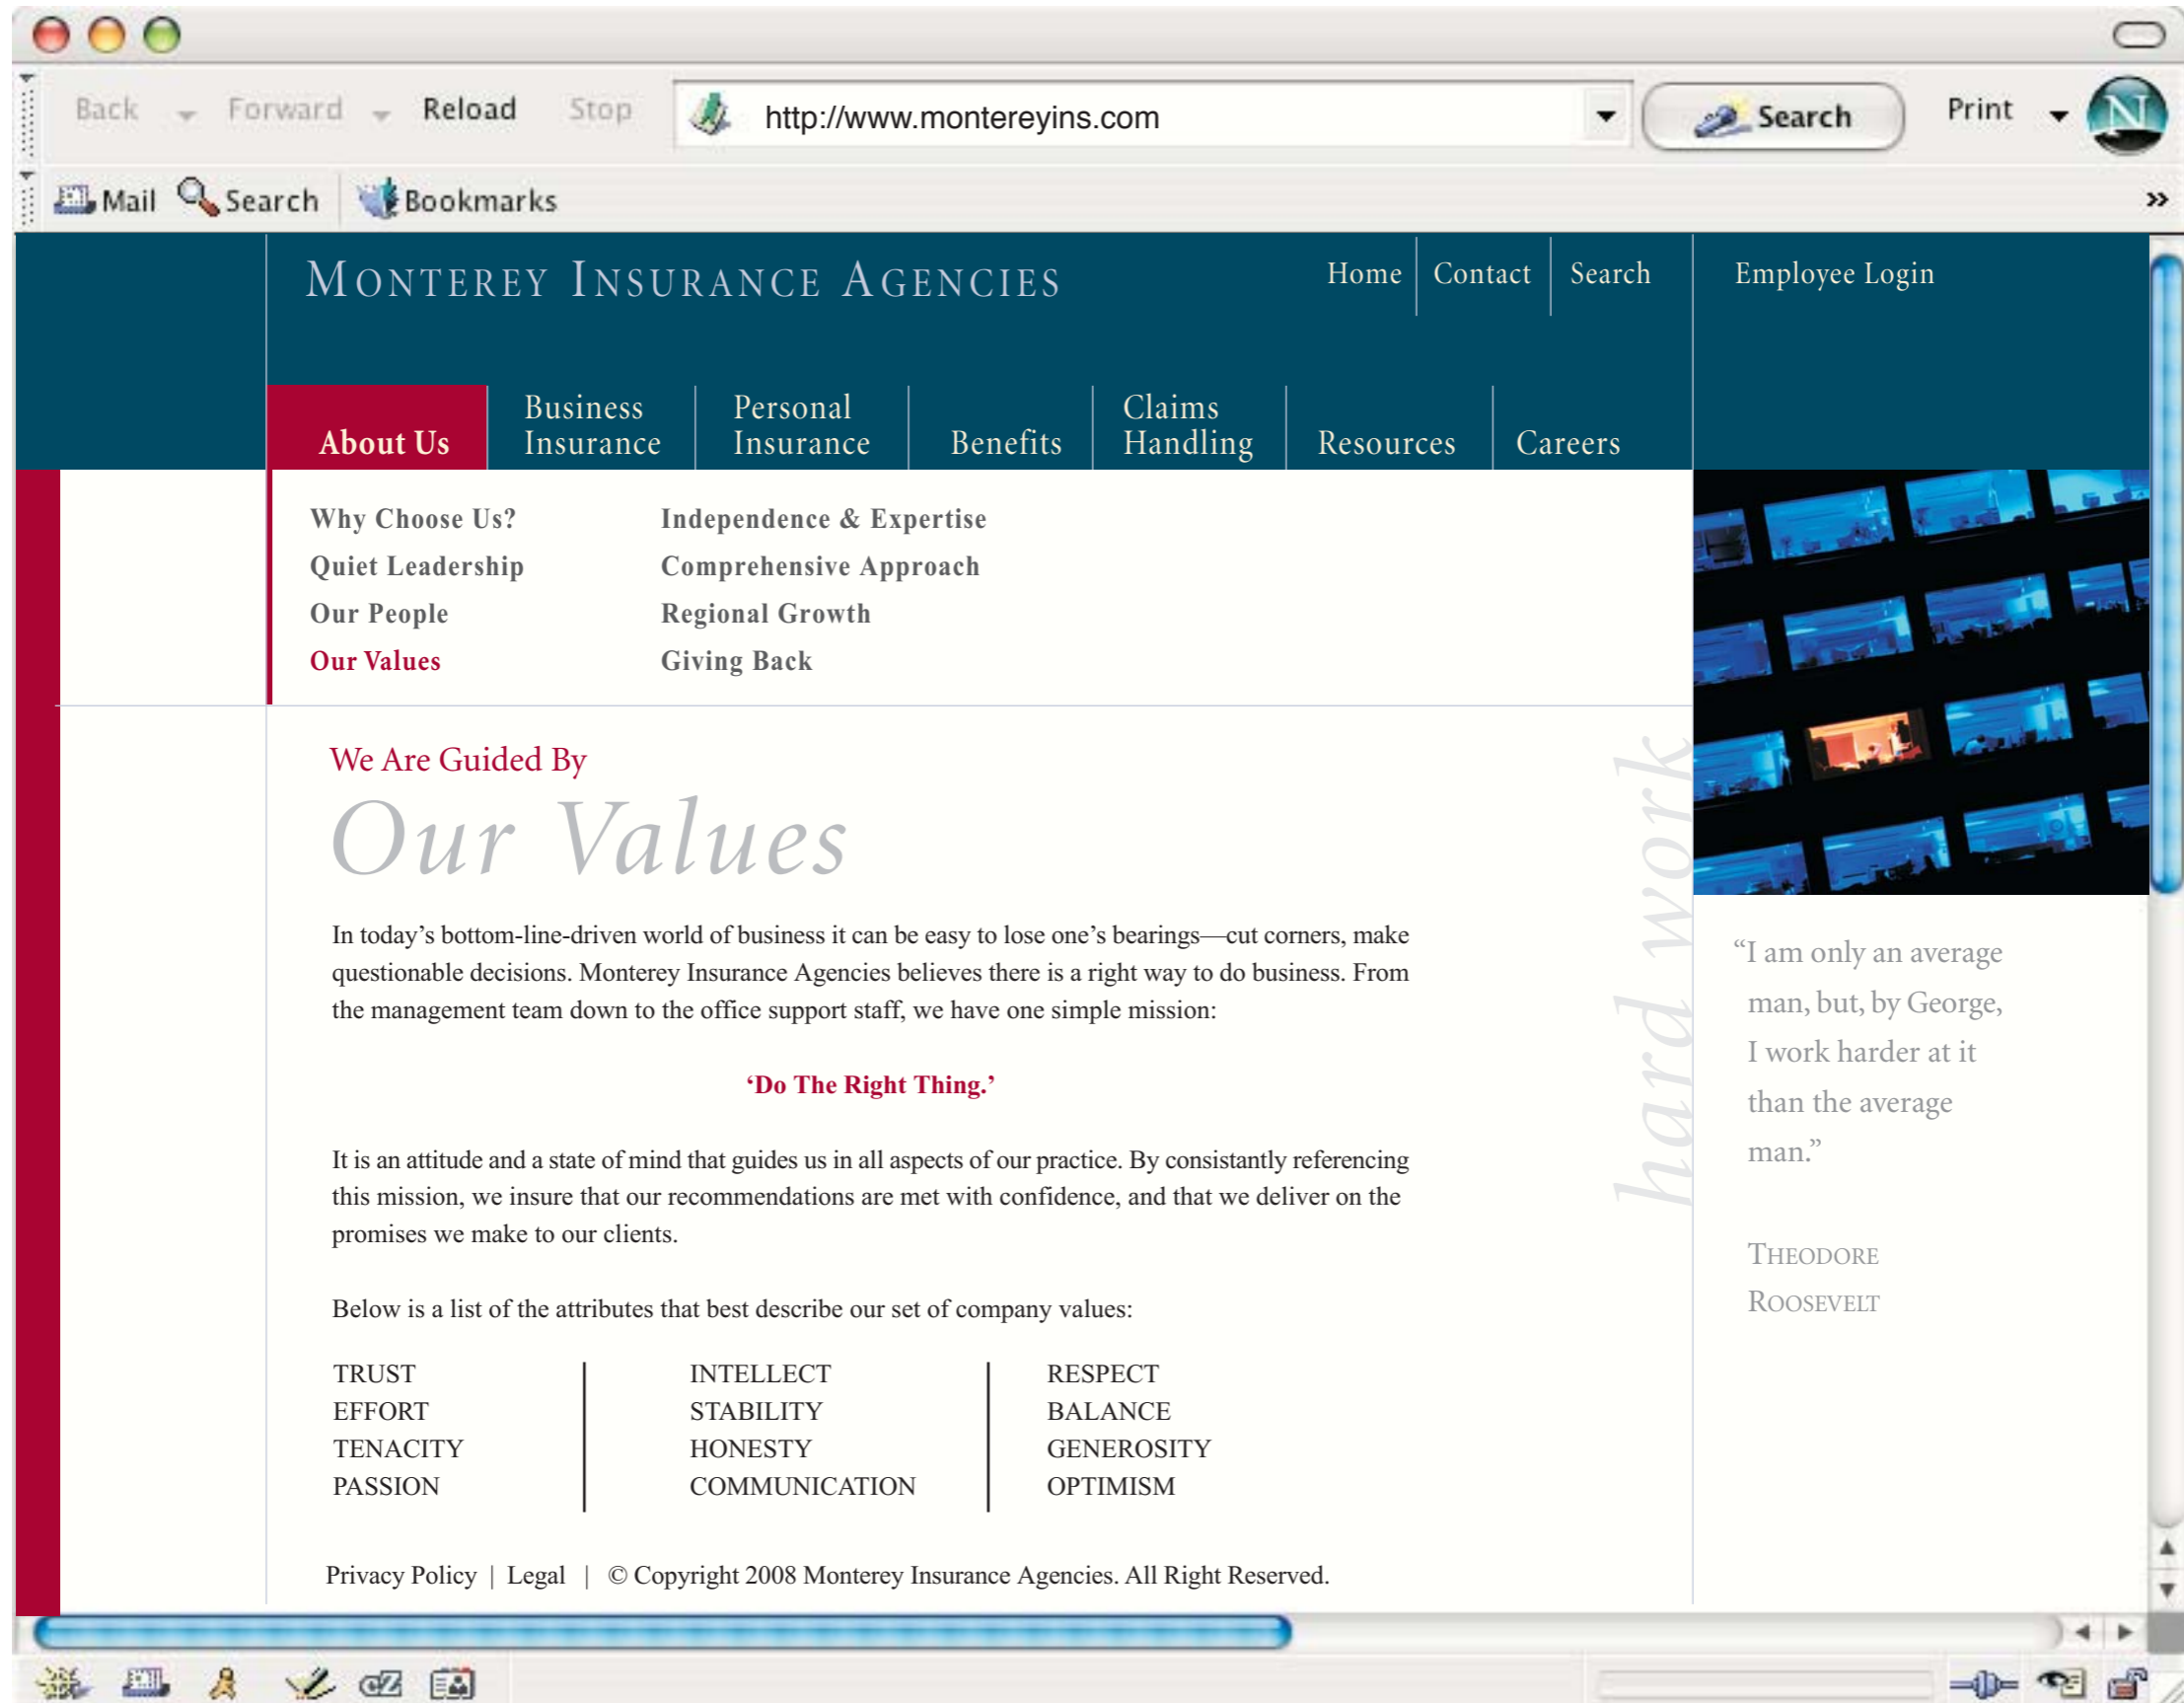 Back Forward Reload Stop http://www.montereyins.com Search Print N
Mail Search Bookmarks »
MONTEREY INSURANCE AGENCIES
Home Contact Search Employee Login
About Us
Business
Insurance
Personal
Insurance
Benefits
Claims
Handling
Resources
Careers
Why Choose Us?
Quiet Leadership
Our People
Our Values
Independence & Expertise
Comprehensive Approach
Regional Growth
Giving Back
We Are Guided By
Our Values
In today’s bottom-line-driven world of business it can be easy to lose one’s bearings—cut corners, make
questionable decisions. Monterey Insurance Agencies believes there is a right way to do business. From
the management team down to the office support staff, we have one simple mission:
‘Do The Right Thing.’
It is an attitude and a state of mind that guides us in all aspects of our practice. By consistantly referencing
this mission, we insure that our recommendations are met with confidence, and that we deliver on the
promises we make to our clients.
Below is a list of the attributes that best describe our set of company values:
TRUST
EFFORT
TENACITY
PASSION
INTELLECT
STABILITY
HONESTY
COMMUNICATION
RESPECT
BALANCE
GENEROSITY
OPTIMISM
hard work
“I am only an average
man, but, by George,
I work harder at it
than the average
man.”
THEODORE
ROOSEVELT
Privacy Policy | Legal | © Copyright 2008 Monterey Insurance Agencies. All Right Reserved.